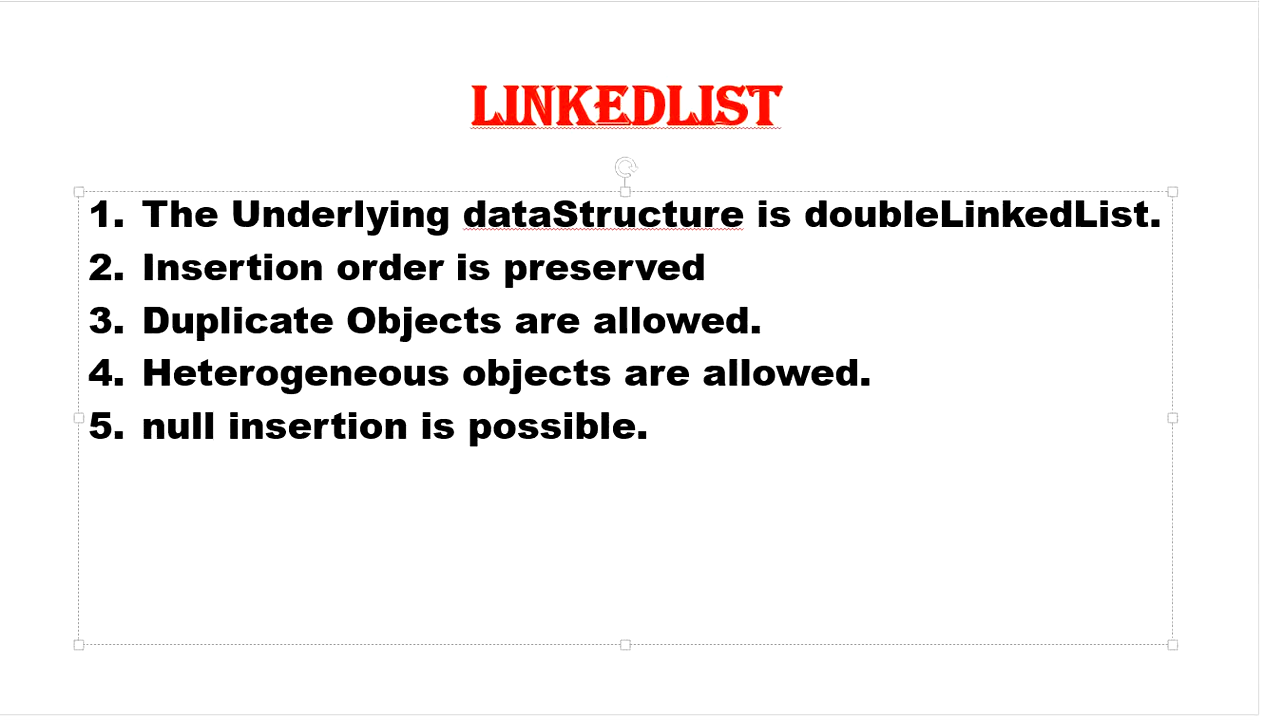 LINKEDLIST
1. The Underlying dataStructure is doubleLinkedList.
2. Insertion order is preserved
3. Duplicate Objects are allowed.
4. Heterogeneous objects are allowed.
5. null insertion is possible.